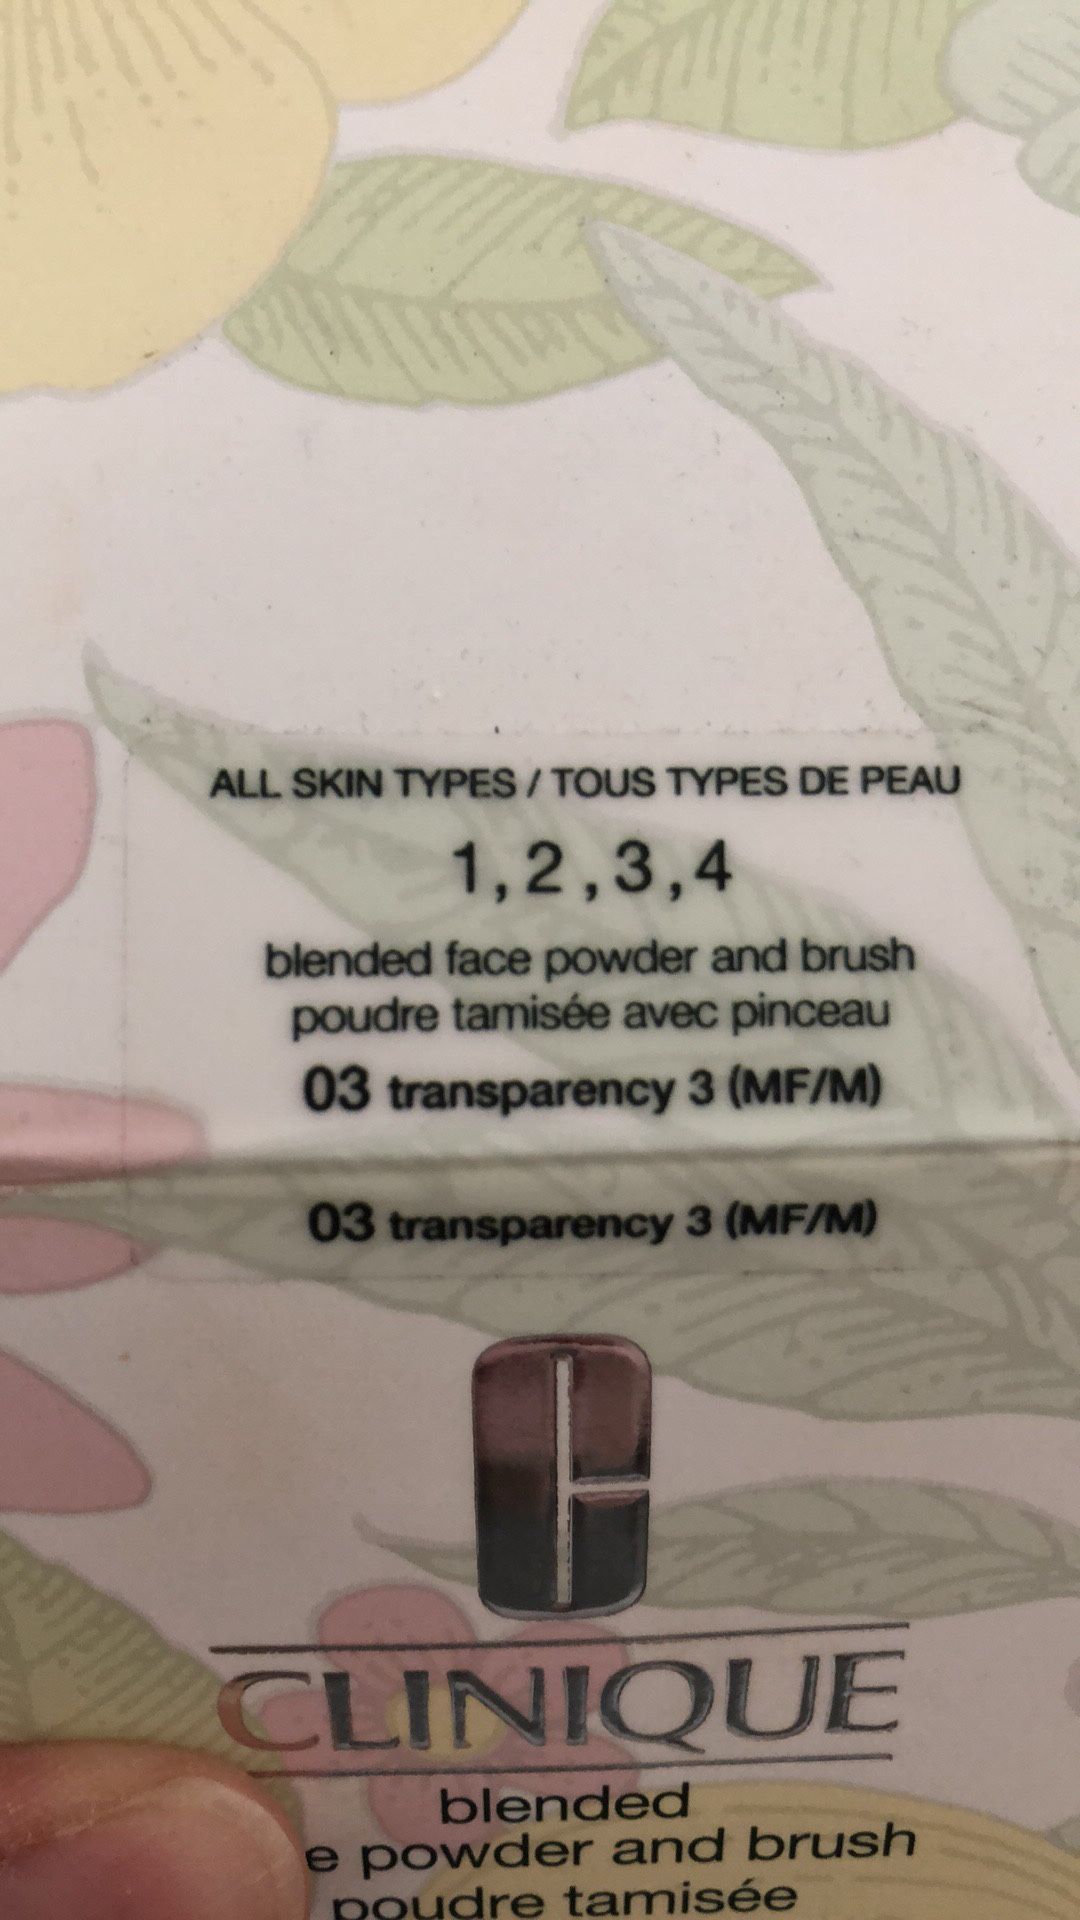 ALL SKIN TYPES / TOUS TYPES DE PEAU
1, 2, 3, 4
blended face powder and brush
poudre tamisée avec pinceau
03 transparency 3 (MF/M)
03 transparency 3 (MF/M)
CLINIQUE
blended
e powder and brush
poudre tamisée